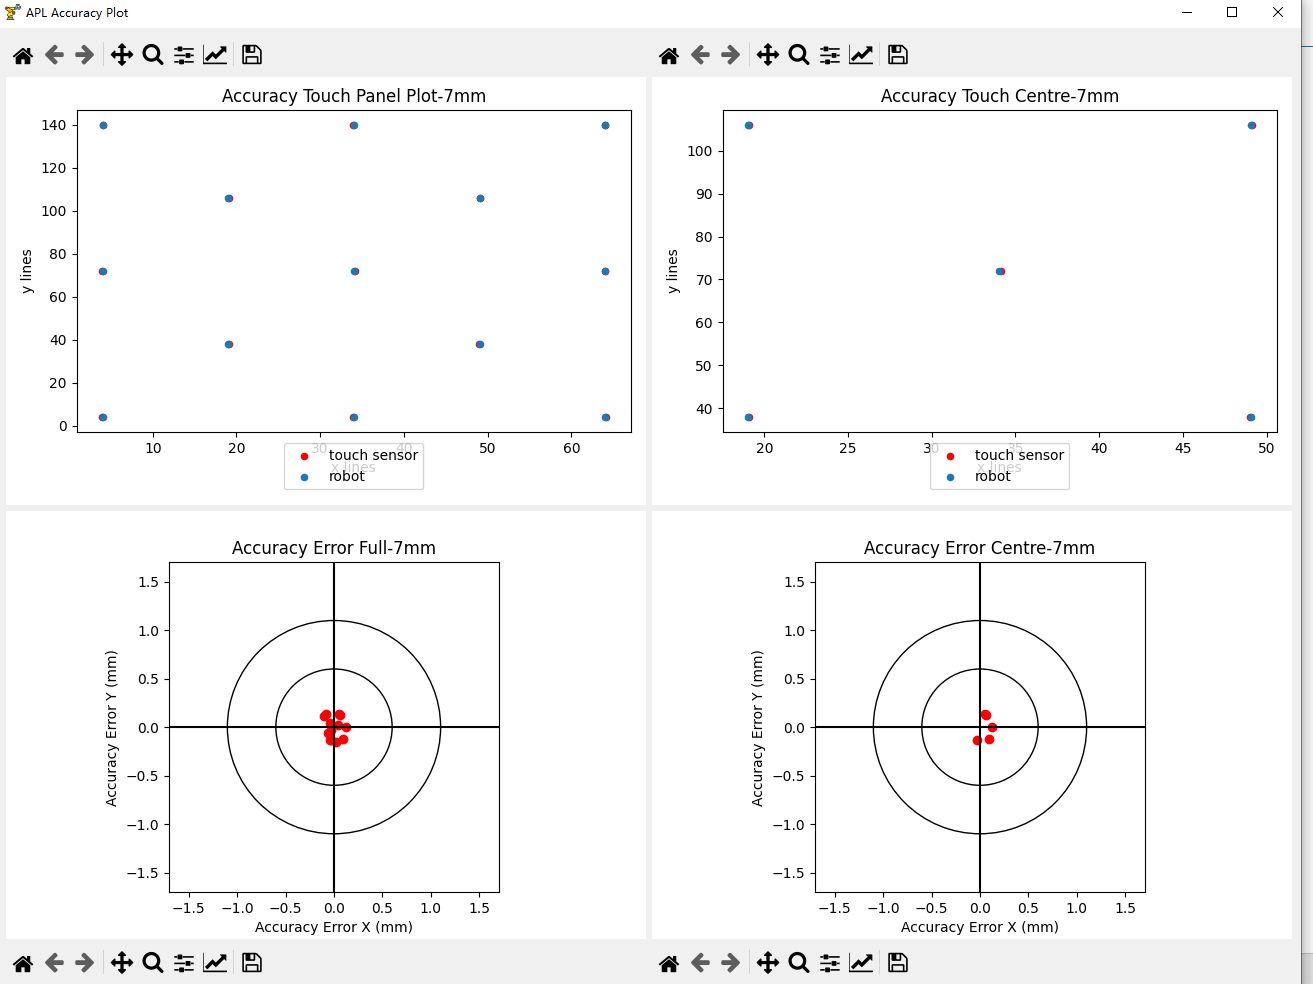 APL Accuracy Plot
Accuracy Touch Panel Plot-7mm
140
120
100
80
60
40
20
0
y lines
10 20 30 40 50 60
x lines
touch sensor
robot
Accuracy Touch Centre-7mm
100
90
80
70
60
50
40
y lines
20 25 30 35 40 45 50
x lines
touch sensor
robot
Accuracy Error Full-7mm
1.5
1.0
0.5
0.0
−0.5
−1.0
−1.5
Accuracy Error Y (mm)
−1.5 −1.0 −0.5 0.0 0.5 1.0 1.5
Accuracy Error X (mm)
Accuracy Error Centre-7mm
1.5
1.0
0.5
0.0
−0.5
−1.0
−1.5
Accuracy Error Y (mm)
−1.5 −1.0 −0.5 0.0 0.5 1.0 1.5
Accuracy Error X (mm)